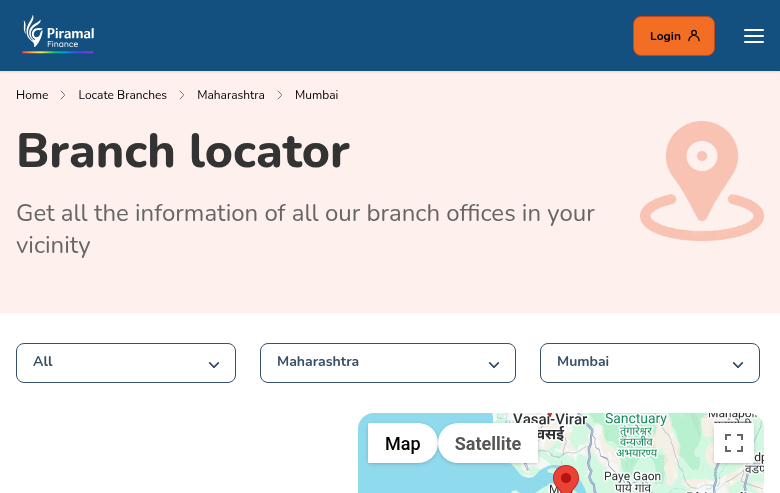 Piramal
Finance
Login
Home
Locate Branches
Maharashtra
Mumbai
Branch locator
Get all the information of all our branch offices in your
vicinity
All
Maharashtra
Mumbai
Map
Satellite
Vasai-Virar
वसई
Sanctuary
तुंगारेश्वर
वन्यजीव
अभयारण्य
Paye Gaon
पाये गांव